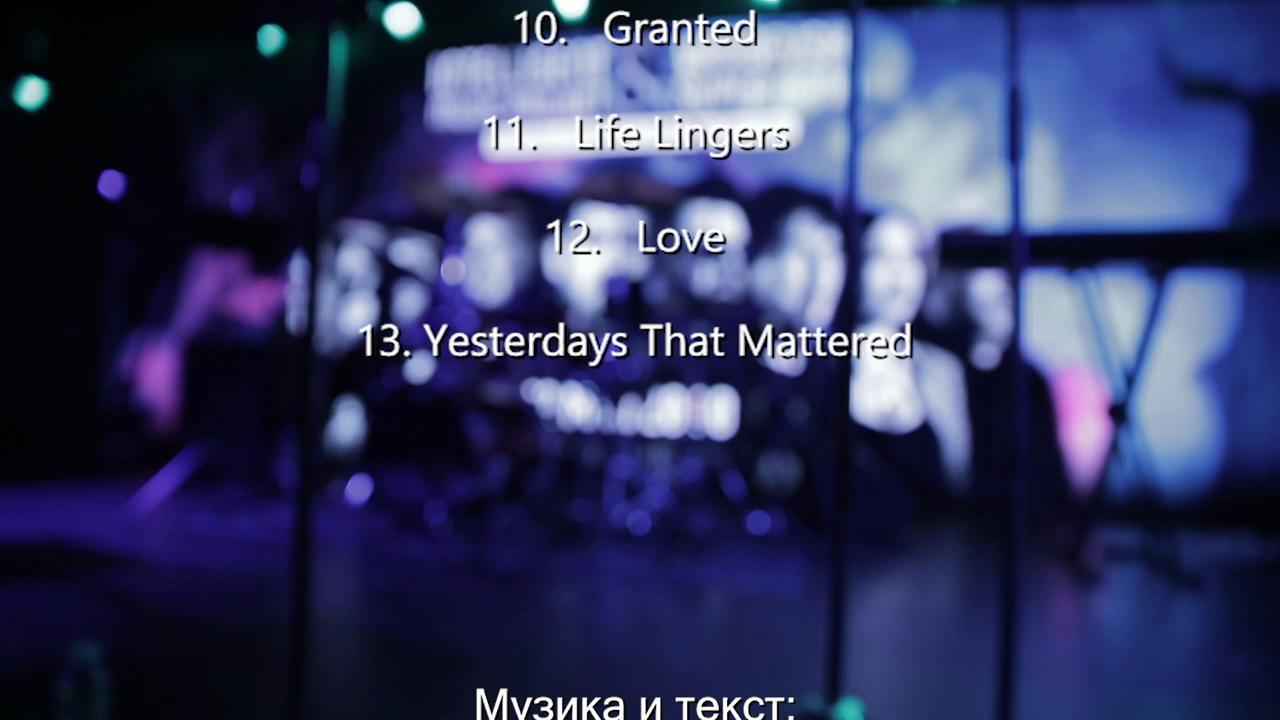 10. Granted
11. Life Lingers
12. Love
13. Yesterdays That Mattered
Музика и текст: